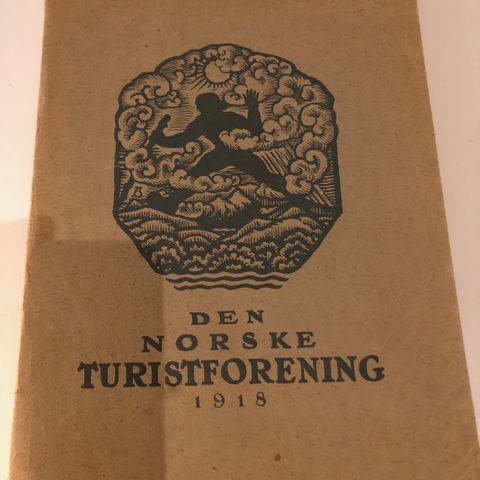 DEN
NORSKE
TURISTFORENING
1918